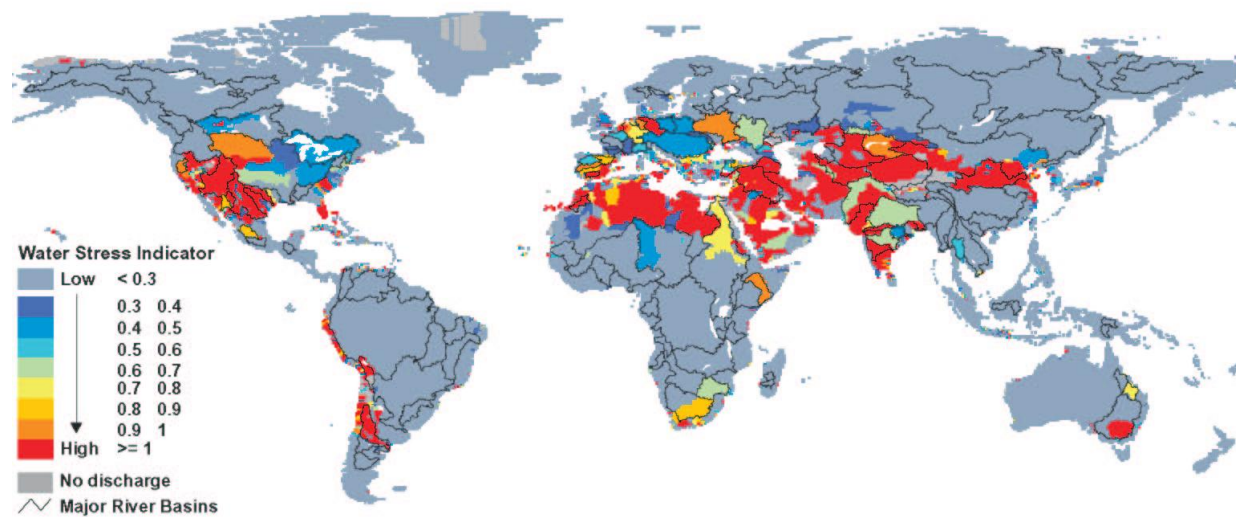 Water Stress Indicator
Low < 0.3
0.3 0.4
0.4 0.5
0.5 0.6
0.6 0.7
0.7 0.8
0.8 0.9
0.9 1
High >= 1
No discharge
Major River Basins